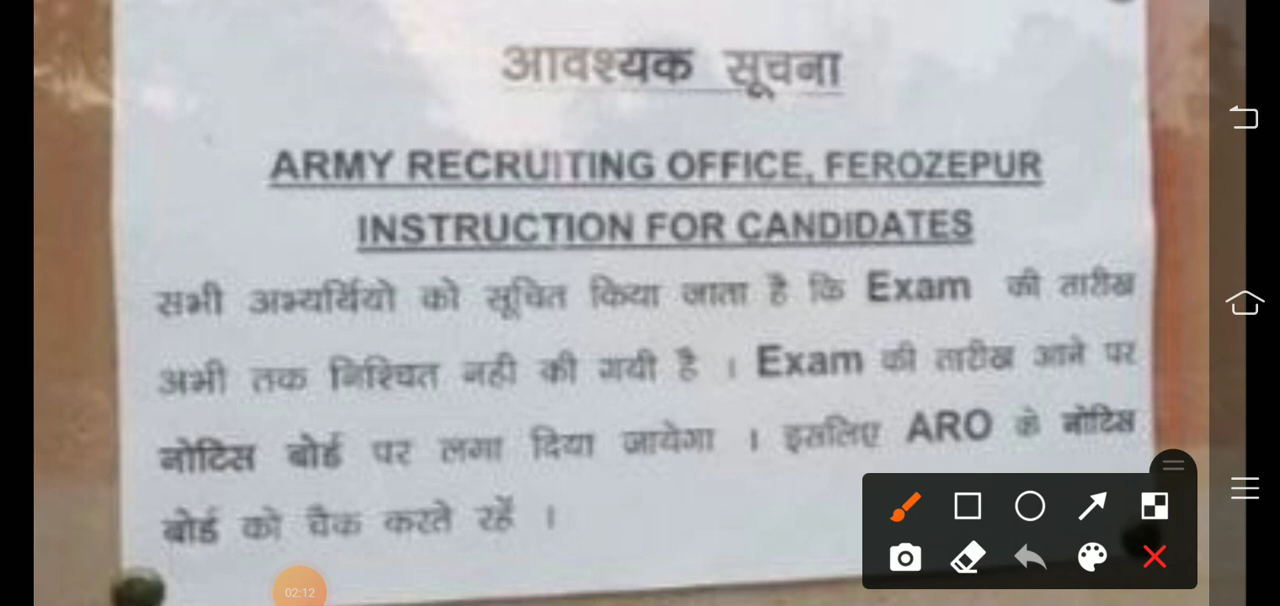 आवश्यक सूचना
ARMY RECRUITING OFFICE, FEROZEPUR
INSTRUCTION FOR CANDIDATES
सभी अभ्यर्थियो को सूचित किया जाता है कि Exam की तारीख
अभी तक निश्चित नही की गयी है । Exam की तारीख आने पर
नोटिस बोर्ड पर लगा दिया जायेगा । इसलिए ARO के नोटिस
बोर्ड को चैक करते रहें ।
02:12